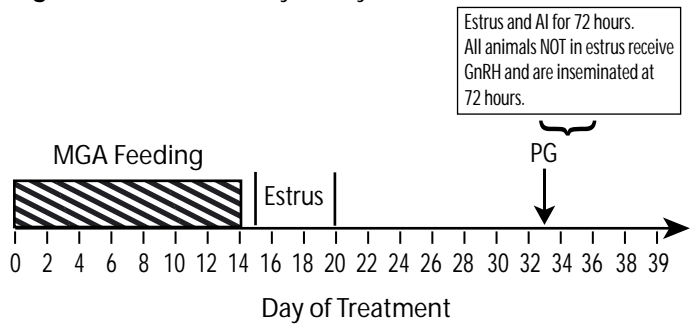 Estrus and AI for 72 hours.
All animals NOT in estrus receive
GnRH and are inseminated at
72 hours.
MGA Feeding
PG
Estrus
0 2 4 6 8 10 12 14 16 18 20 22 24 26 28 30 32 34 36 38 39
Day of Treatment